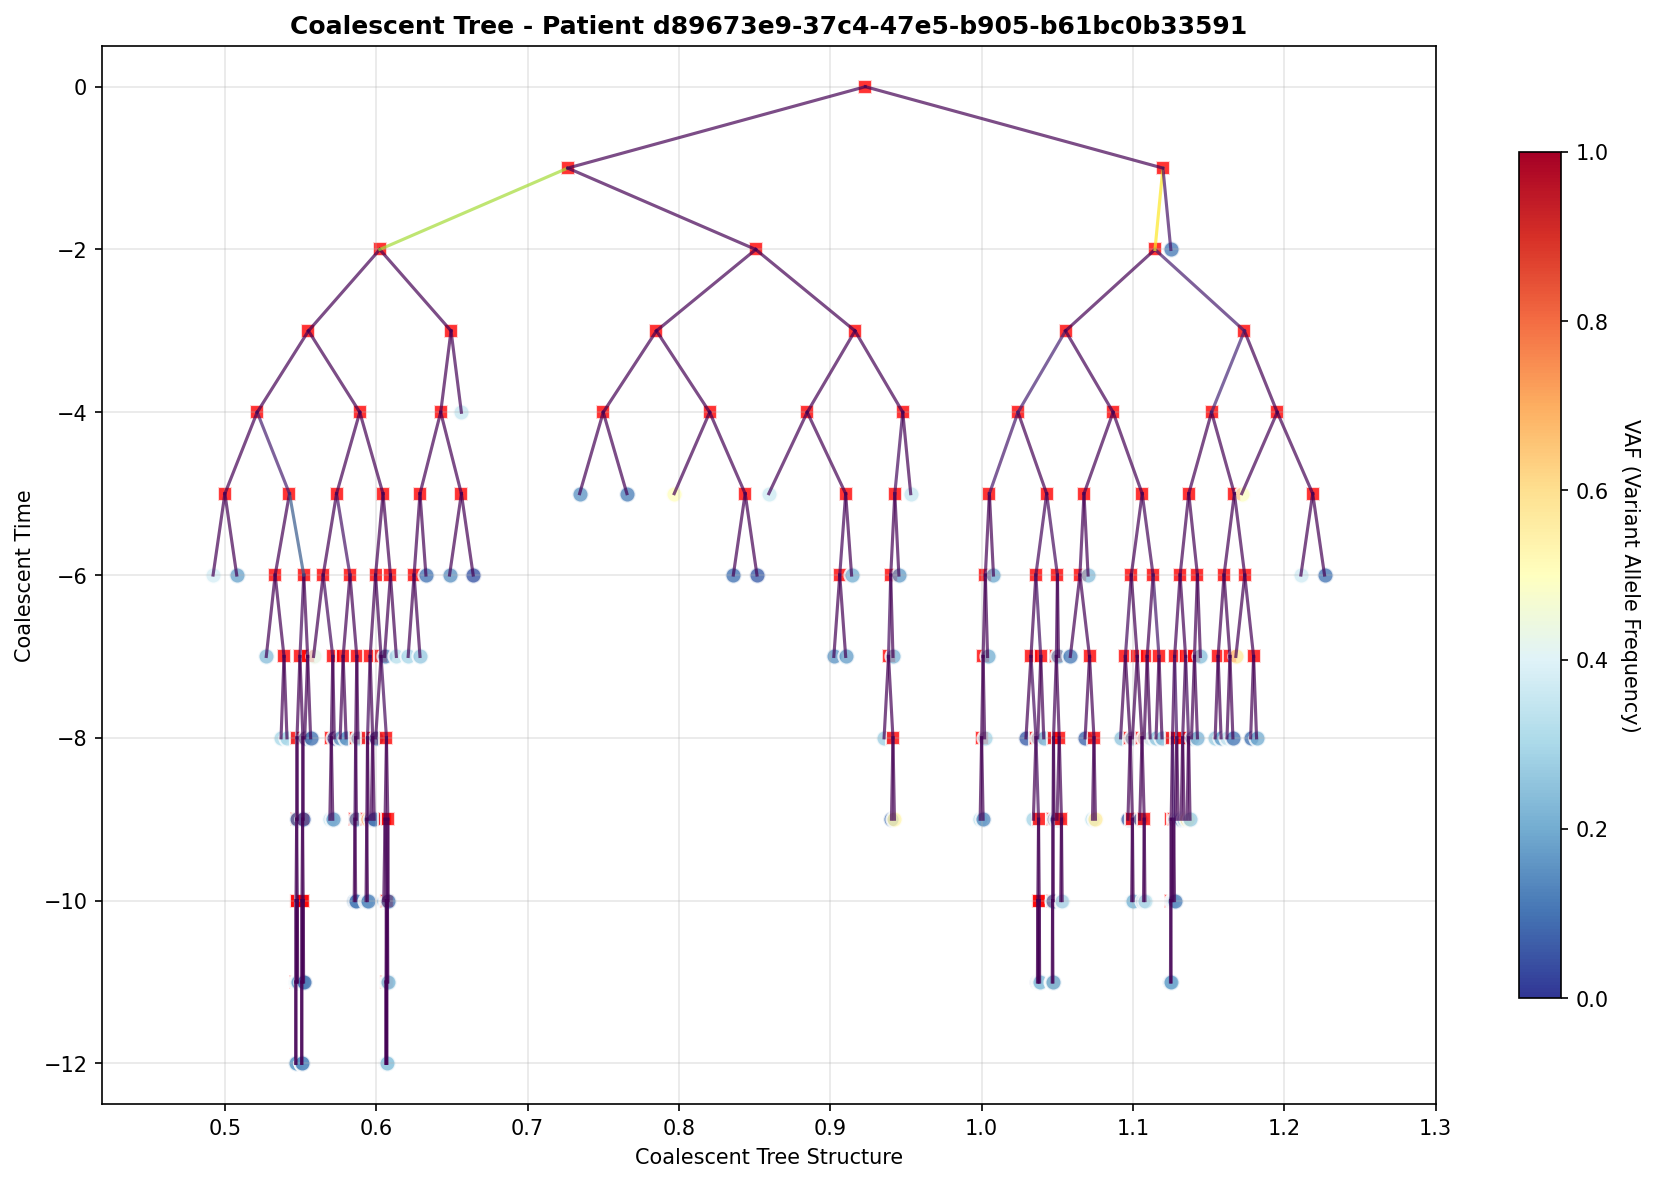 Coalescent Tree - Patient d89673e9-37c4-47e5-b905-b61bc0b33591
0
−2
−4
−6
−8
−10
−12
Coalescent Time
0.5 0.6 0.7 0.8 0.9 1.0 1.1 1.2 1.3
Coalescent Tree Structure
1.0
0.8
0.6
0.4
0.2
0.0
VAF (Variant Allele Frequency)